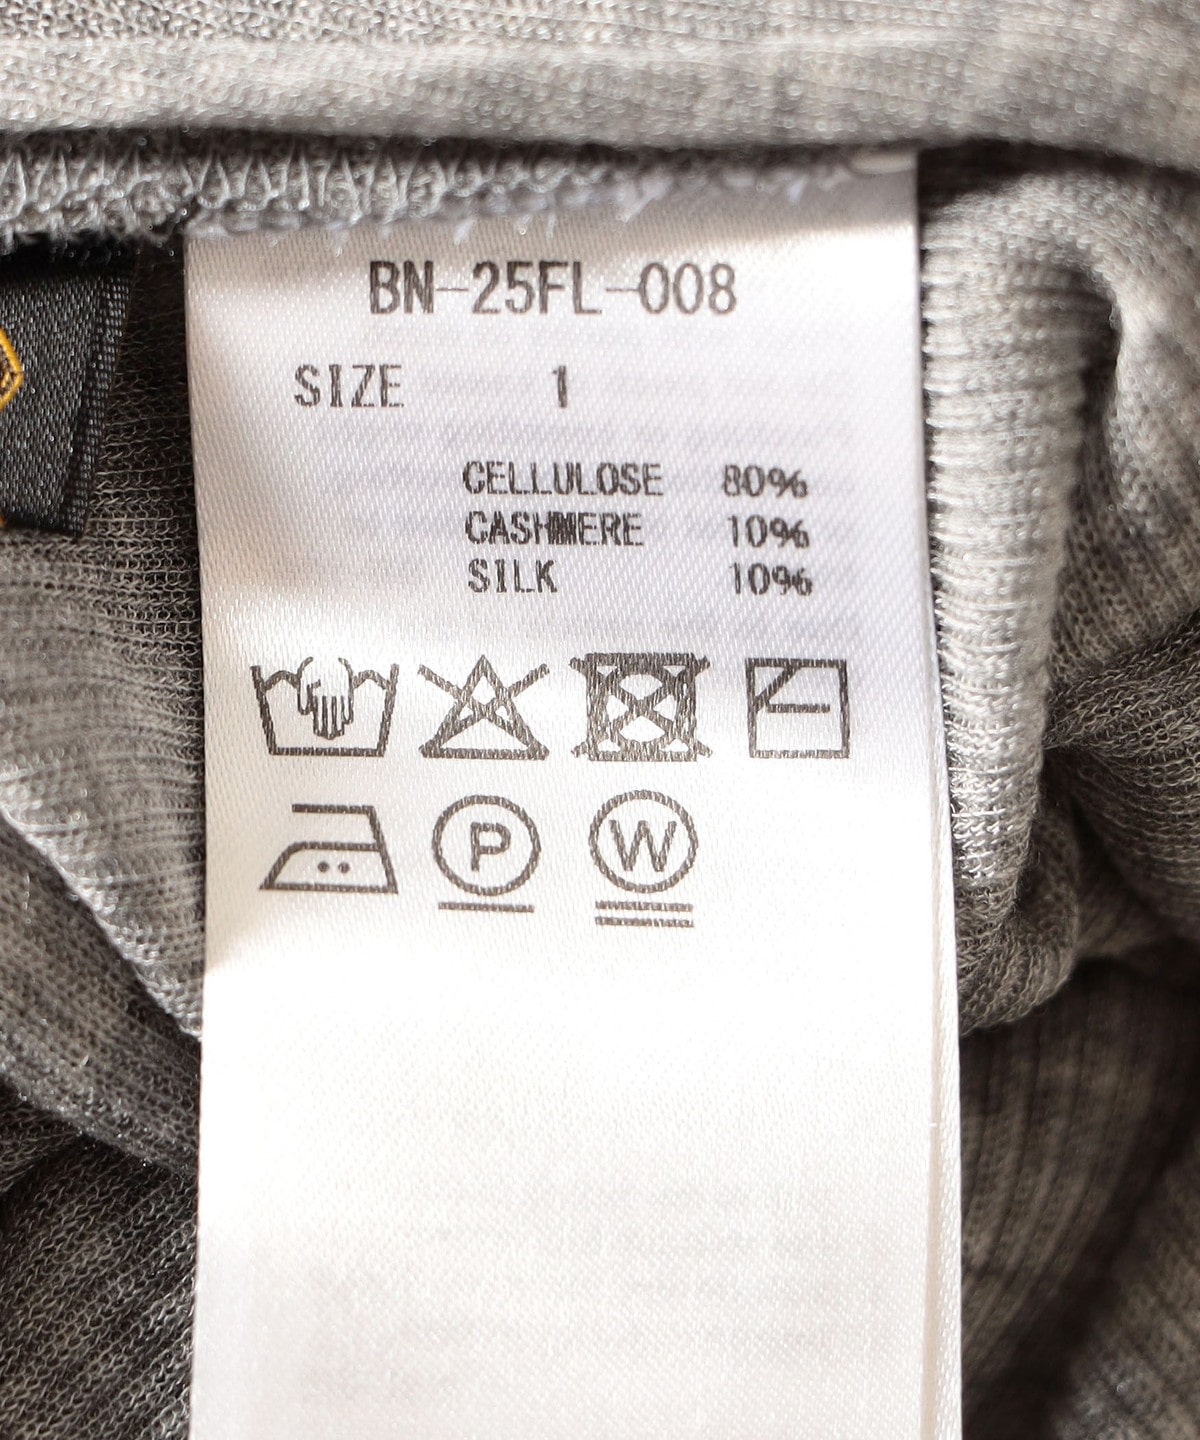 BN-25FL-008
SIZE 1
CELLULOSE 80%
CASHMERE 10%
SILK 10%
P W